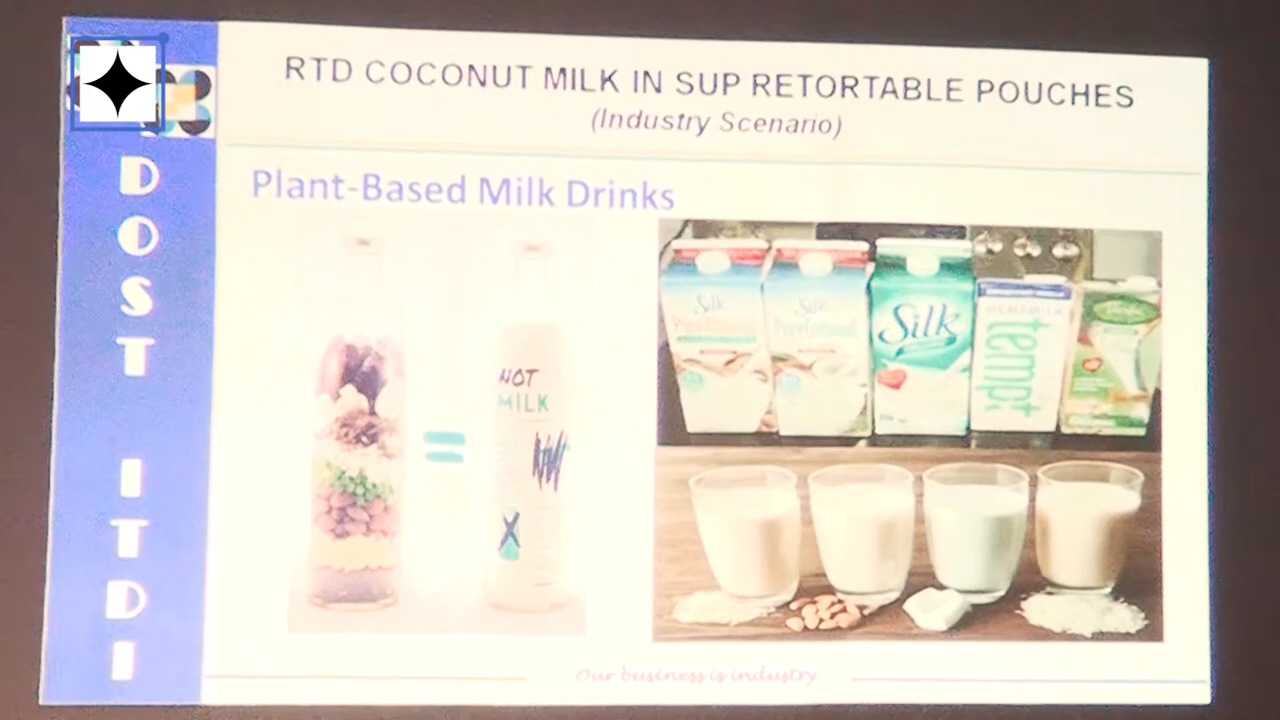 RTD COCONUT MILK IN SUP RETORTABLE POUCHES
(Industry Scenario)
DOST ITDI
Plant-Based Milk Drinks
NOT
MILK
Silk
Silk
PureCoconut
Silk
tempt
Our business is industry